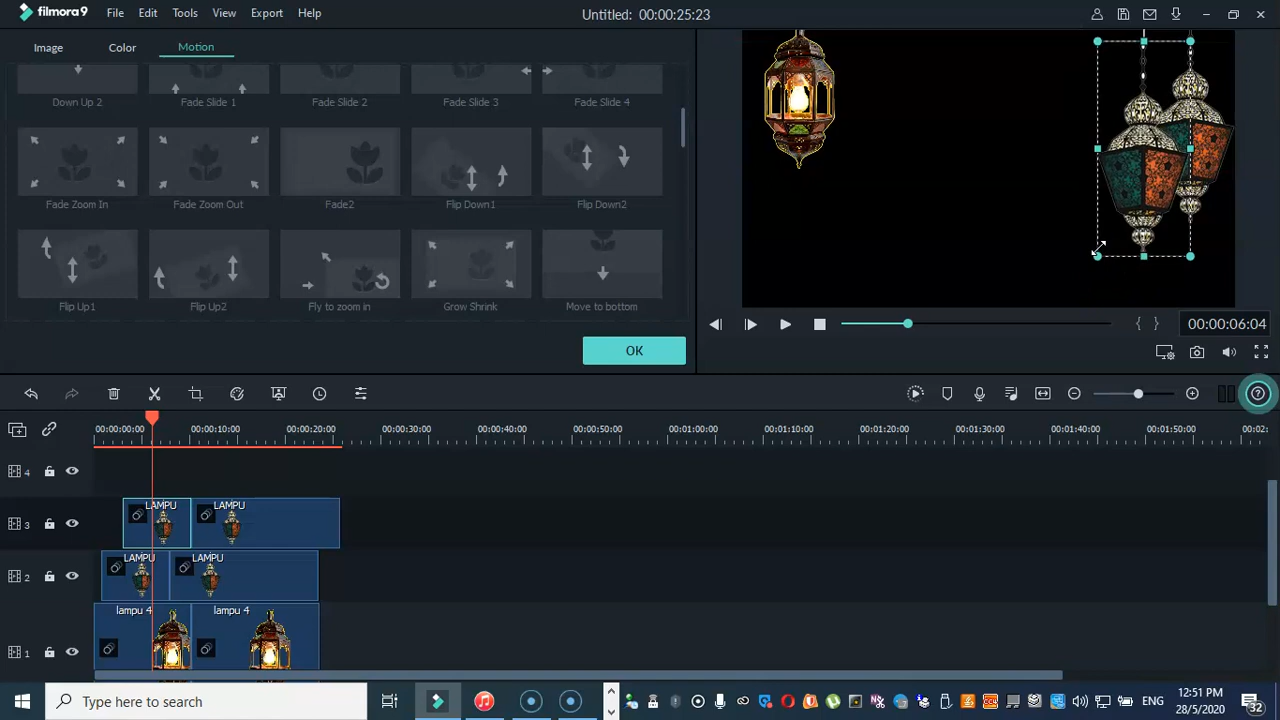 filmora9 File Edit Tools View Export Help Untitled: 00:00:25:23
Image Color Motion
Down Up 2 Fade Slide 1 Fade Slide 2 Fade Slide 3 Fade Slide 4
Fade Zoom In Fade Zoom Out Fade2 Flip Down1 Flip Down2
Flip Up1 Flip Up2 Fly to zoom in Grow Shrink Move to bottom
OK
00:00:06:04
00:00:00:00 00:00:10:00 00:00:20:00 00:00:30:00 00:00:40:00 00:00:50:00 00:01:00:00 00:01:10:00 00:01:20:00 00:01:30:00 00:01:40:00 00:01:50:00 00:02:
4
3 LAMPU LAMPU
2 LAMPU LAMPU
1 lampu 4 lampu 4
Type here to search ENG 12:51 PM
28/5/2020 32